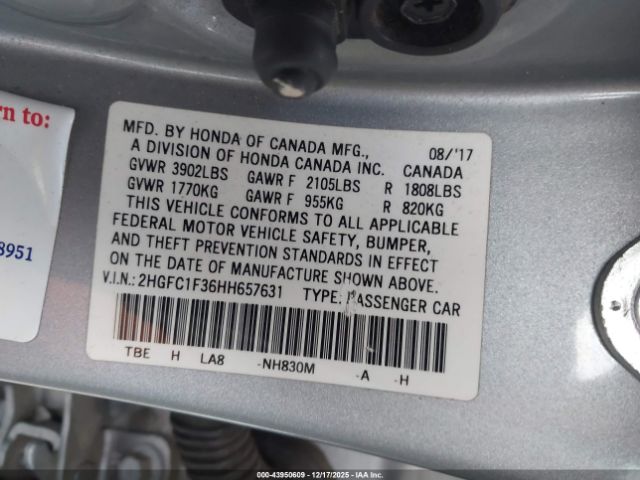 rn to:
8951
MFD. BY HONDA OF CANADA MFG., 08/'17
A DIVISION OF HONDA CANADA INC. CANADA
GVWR 3902LBS GAWR F 2105LBS R 1808LBS
GVWR 1770KG GAWR F 955KG R 820KG
THIS VEHICLE CONFORMS TO ALL APPLICABLE
FEDERAL MOTOR VEHICLE SAFETY, BUMPER,
AND THEFT PREVENTION STANDARDS IN EFFECT
ON THE DATE OF MANUFACTURE SHOWN ABOVE.
V.I.N.: 2HGFC1F36HH657631 TYPE: PASSENGER CAR
TBE H LA8 -NH830M -A -H
000-43950609 | 12/17/2025 - IAAI.COM